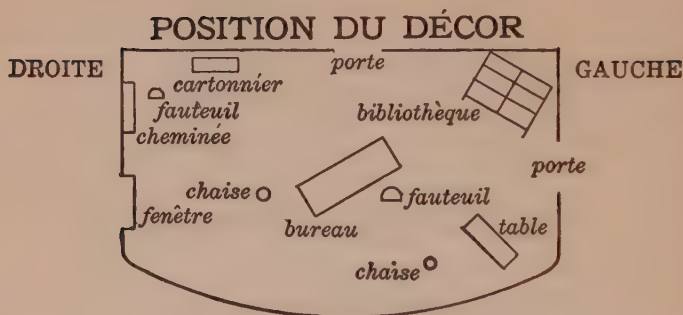 POSITION DU DÉCOR
DROITE
GAUCHE
cartonnier
porte
fauteuil
bibliothèque
cheminée
porte
chaise
fauteuil
fenêtre
bureau
table
chaise